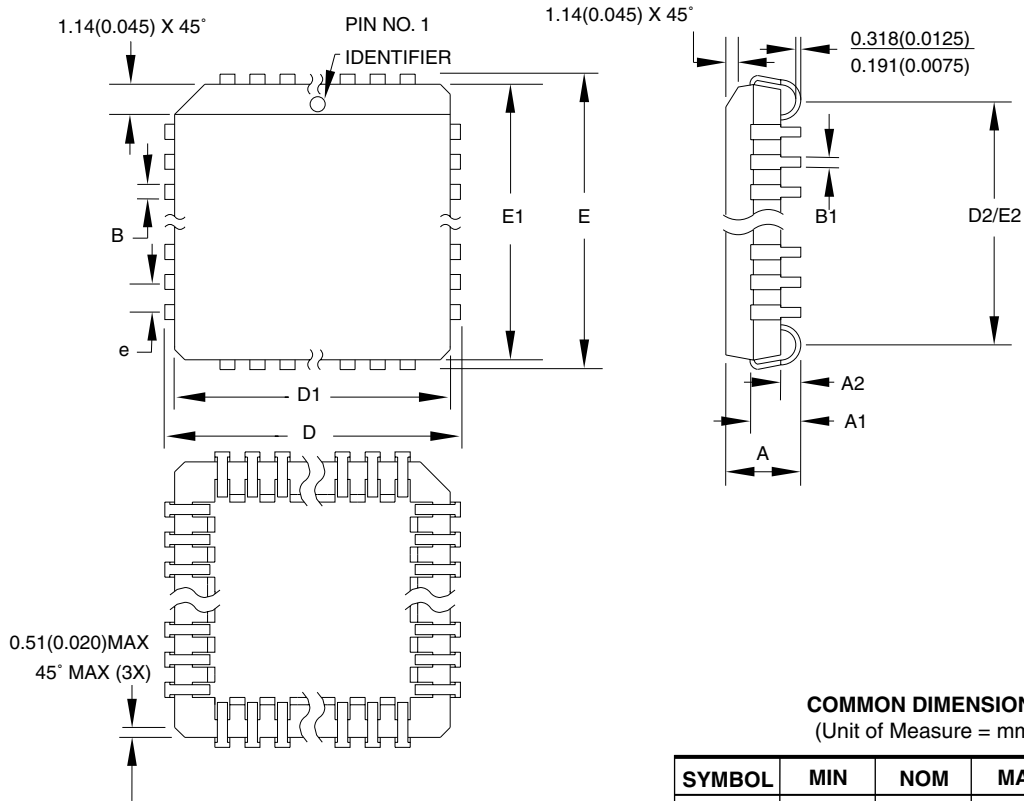 1.14(0.045) X 45˚
PIN NO. 1
IDENTIFIER
1.14(0.045) X 45˚
0.318(0.0125)
0.191(0.0075)
B
e
E1
E
B1
D2/E2
D1
D
A2
A1
A
0.51(0.020)MAX
45˚ MAX (3X)
COMMON DIMENSION
(Unit of Measure = mm
SYMBOL MIN NOM MA